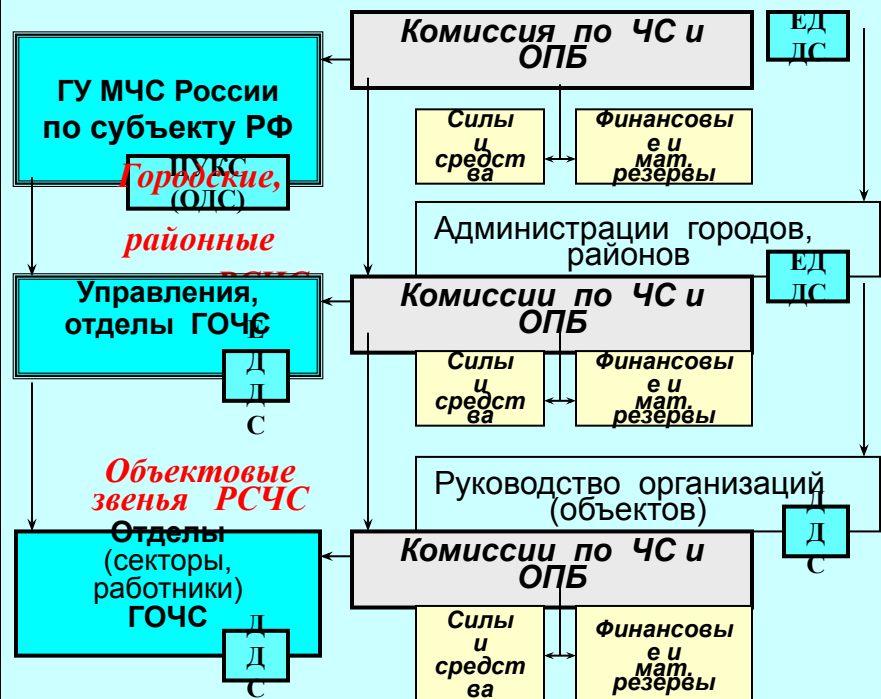 Комиссия по ЧС и
ОПБ
ЕД
ДС
ГУ МЧС России
по субъекту РФ
ЦУКС
(ОДС)
Силы
и
средст
ва
Финансовы
е и
мат.
резервы
Городские,
районные
РСЧС
Администрации городов,
районов
ЕД
ДС
Управления,
отделы ГОЧС
Е
Д
Д
С
Комиссии по ЧС и
ОПБ
Силы
и
средст
ва
Финансовы
е и
мат.
резервы
Объектовые
звенья РСЧС
Руководство организаций
(объектов)
Д
Д
С
Отделы
(секторы,
работники)
ГОЧС
Д
Д
С
Комиссии по ЧС и
ОПБ
Силы
и
средст
ва
Финансовы
е и
мат.
резервы